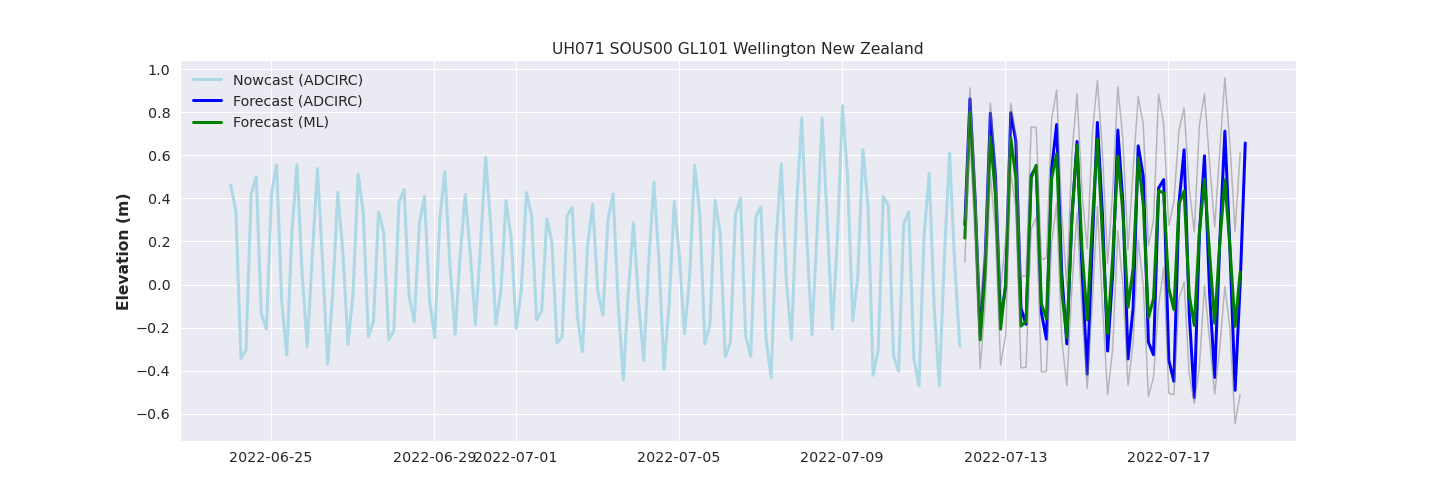 UH071 SOUS00 GL101 Wellington New Zealand
Nowcast (ADCIRC)
Forecast (ADCIRC)
Forecast (ML)
Elevation (m)
1.0
0.8
0.6
0.4
0.2
0.0
−0.2
−0.4
−0.6
2022-06-25 2022-06-29 2022-07-01 2022-07-05 2022-07-09 2022-07-13 2022-07-17